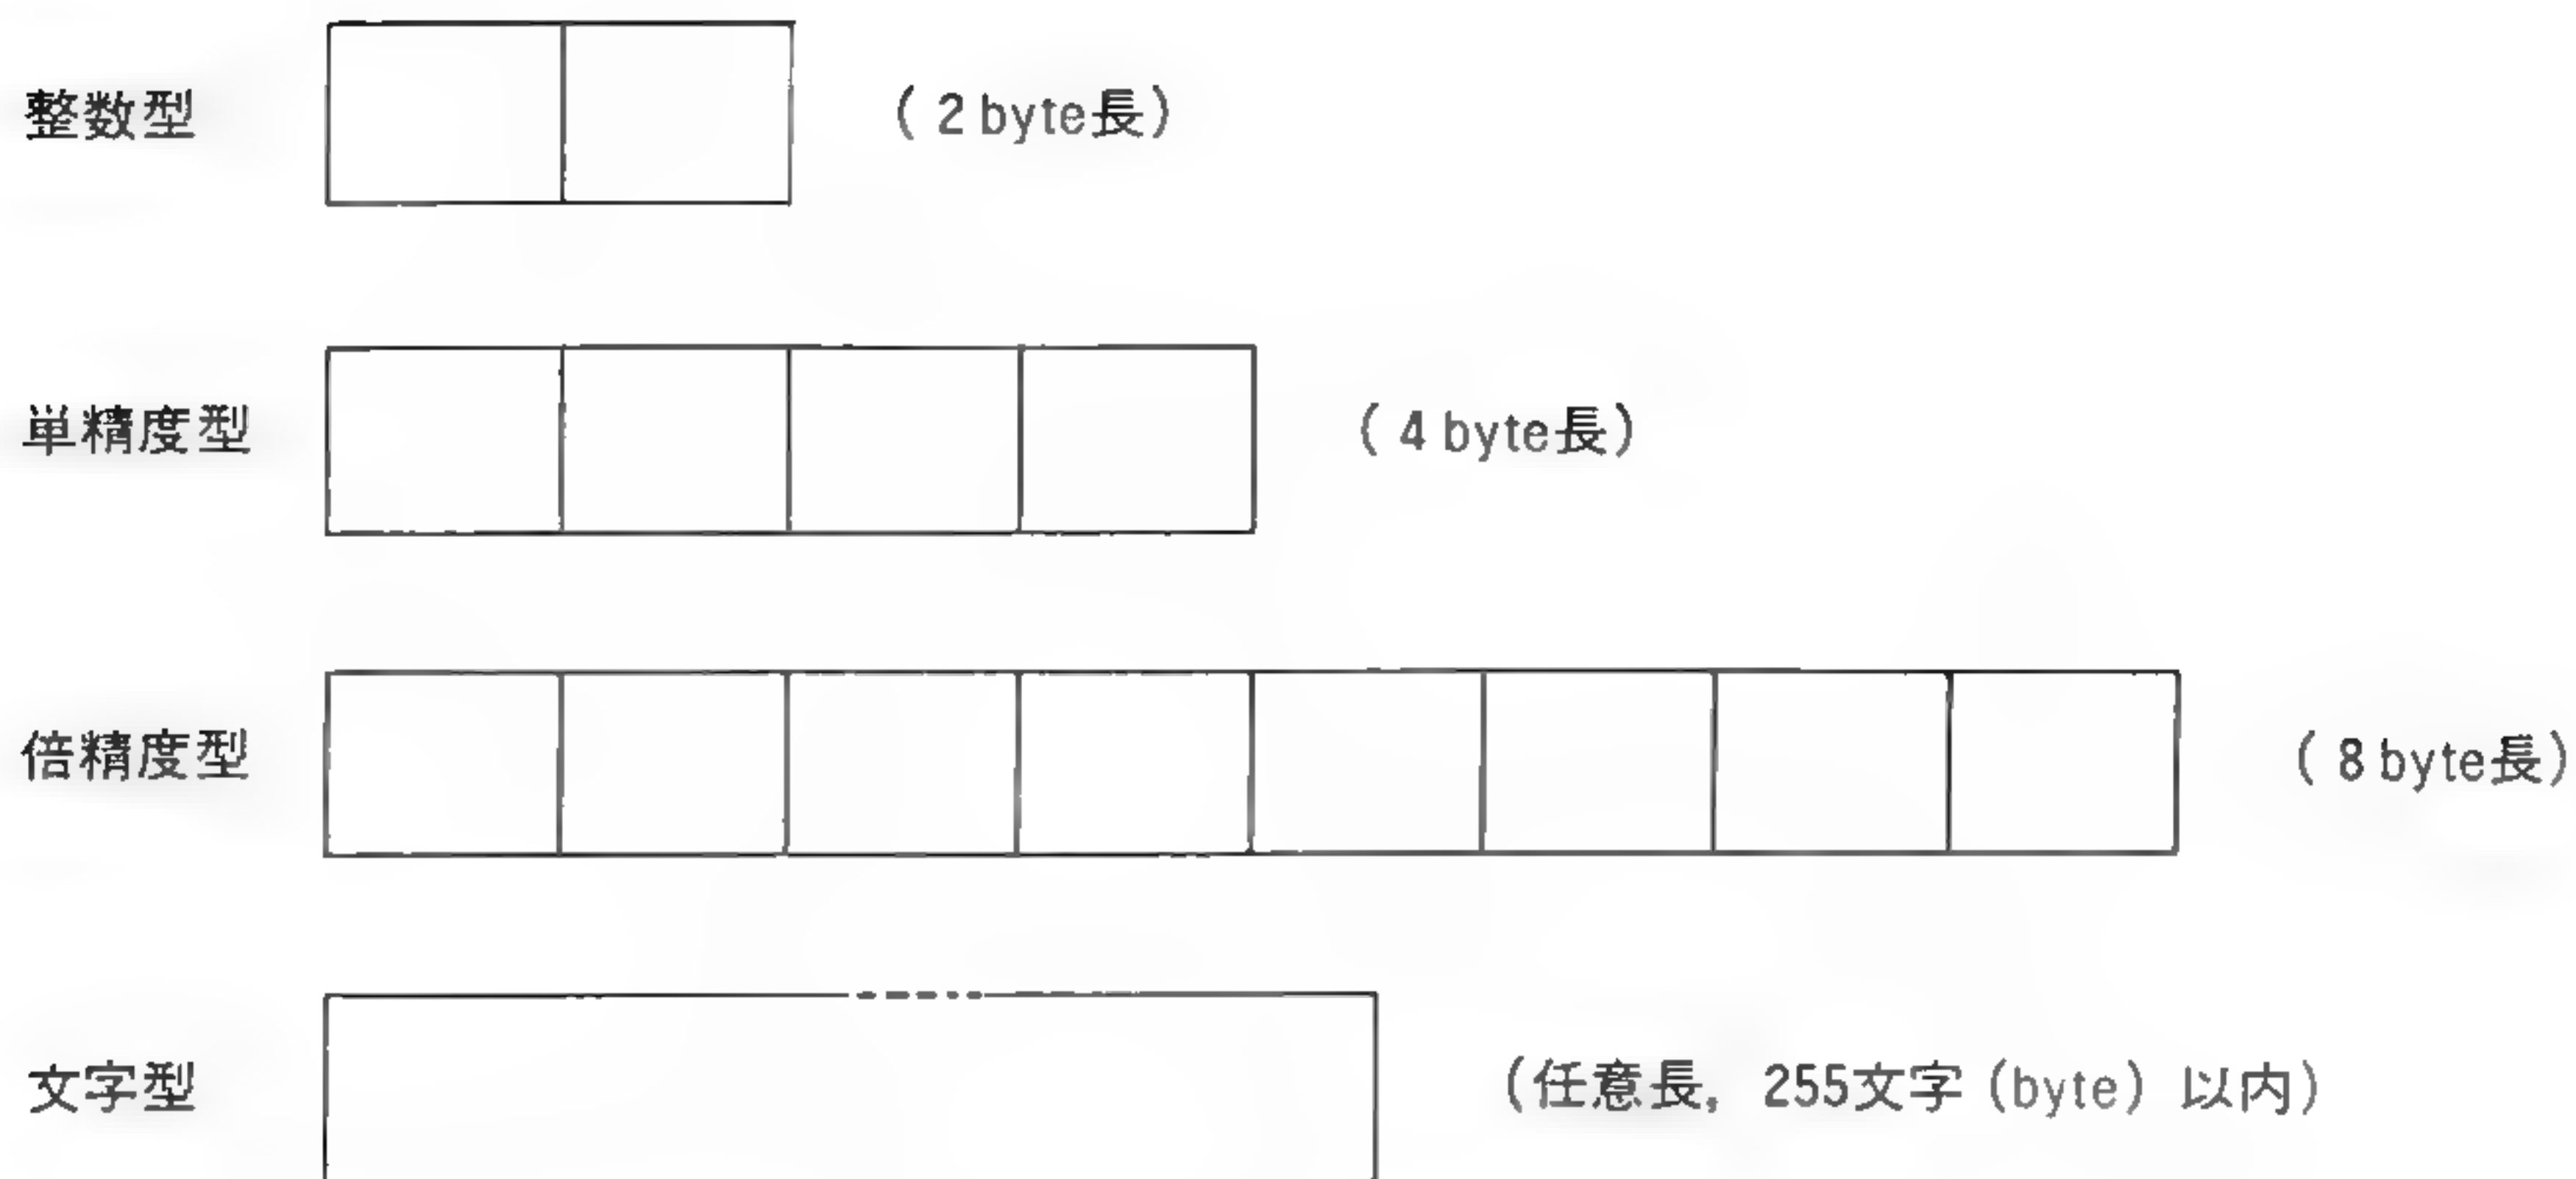 整数型 (2 byte長)
単精度型 (4 byte長)
倍精度型 (8 byte長)
文字型 (任意長, 255文字 (byte) 以内)